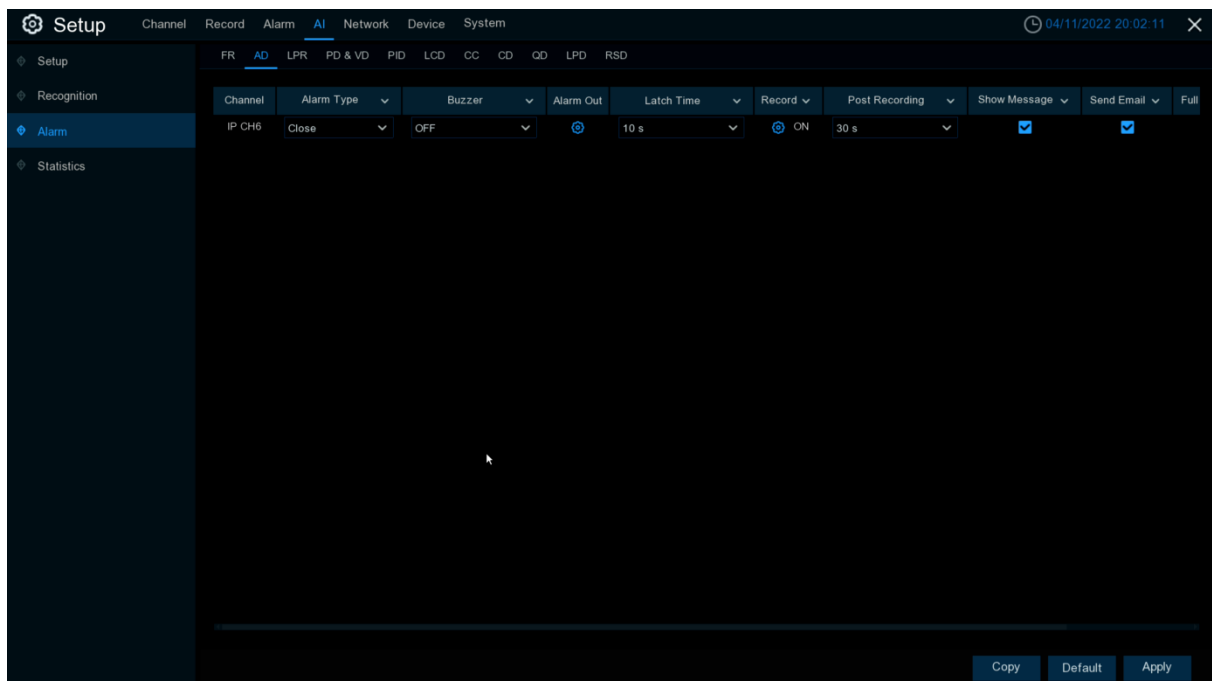 Setup Channel Record Alarm AI Network Device System 04/11/2022 20:02:11
Setup
Recognition
Alarm
Statistics
FR AD LPR PD & VD PID LCD CC CD QD LPD RSD
Channel Alarm Type Buzzer Alarm Out Latch Time Record Post Recording Show Message Send Email Full
IP CH6 Close OFF 10 s ON 30 s
Copy Default Apply